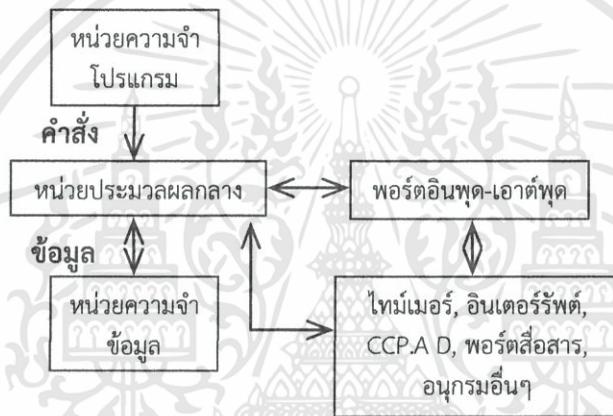 หน่วยความจำ
โปรแกรม
คำสั่ง
หน่วยประมวลผลกลาง
พอร์ตอินพุต-เอาต์พุต
ข้อมูล
หน่วยความจำ
ข้อมูล
ไทม์เมอร์, อินเตอร์รัพต์,
CCP.A D, พอร์ตสื่อสาร,
อนุกรมอื่นๆ